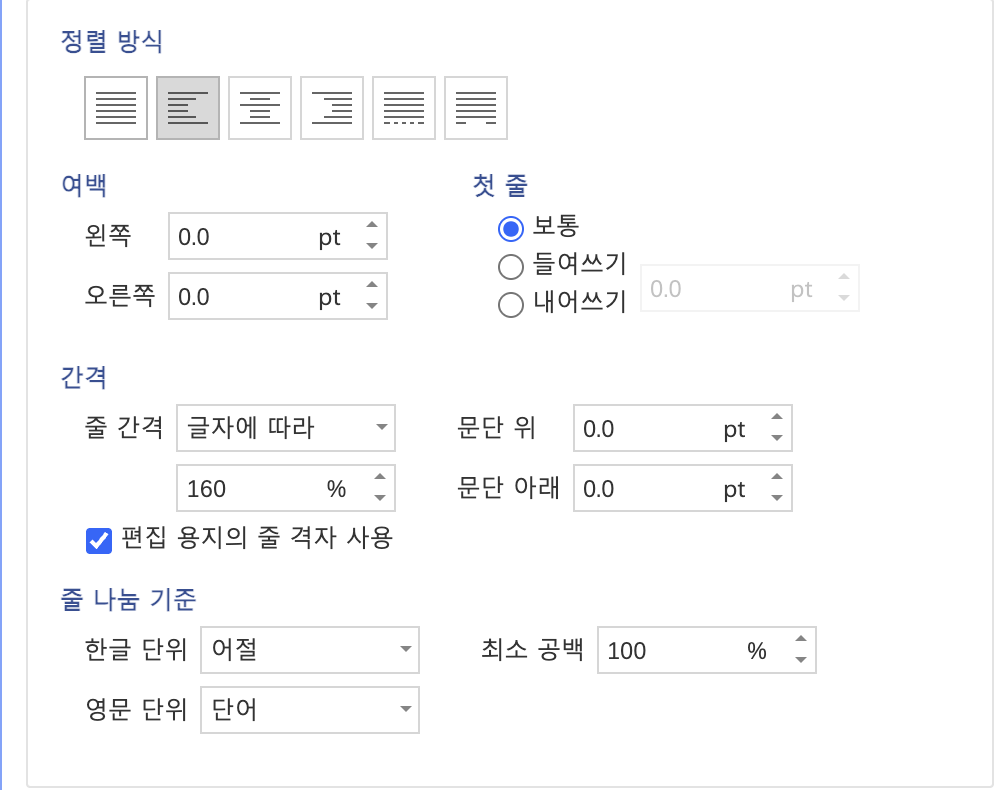 정렬 방식
여백
첫 줄
왼쪽 0.0 pt
보통
오른쪽 0.0 pt
들여쓰기
내어쓰기 0.0 pt
간격
줄 간격 글자에 따라
문단 위 0.0 pt
160 %
문단 아래 0.0 pt
편집 용지의 줄 격자 사용
줄 나눔 기준
한글 단위 어절
최소 공백 100 %
영문 단위 단어